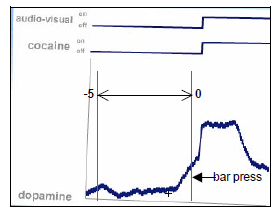 audio-visual on
off
cocaine on
off
-5 0
bar press
dopamine